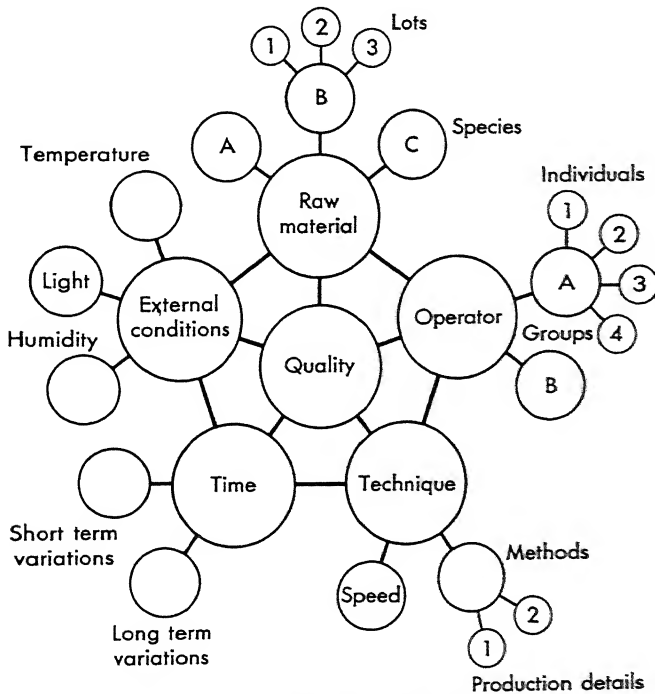 Lots
1
2
3
B
A
C
Species
Temperature
Individuals
1
2
3
4
A
Groups
B
Raw
material
Light
External
conditions
Operator
Humidity
Quality
Time
Technique
Short term
variations
Long term
variations
Speed
Methods
2
1
Production details